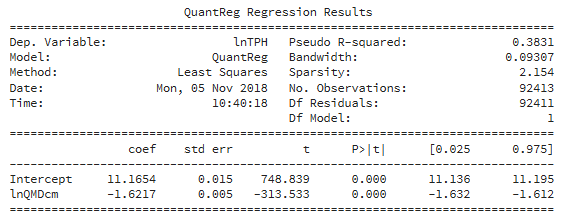 QuantReg Regression Results
==============================================================================
Dep. Variable:                  lnTPH   Pseudo R-squared:               0.3831
Model:                       QuantReg   Bandwidth:                     0.09307
Method:                 Least Squares   Sparsity:                        2.154
Date:                Mon, 05 Nov 2018   No. Observations:                92413
Time:                        10:40:18   Df Residuals:                    92411
                                        Df Model:                            1
==============================================================================
                 coef    std err          t      P>|t|      [0.025      0.975]
------------------------------------------------------------------------------
Intercept     11.1654      0.015    748.839      0.000      11.136      11.195
lnQMDcm       -1.6217      0.005   -313.533      0.000      -1.632      -1.612
==============================================================================